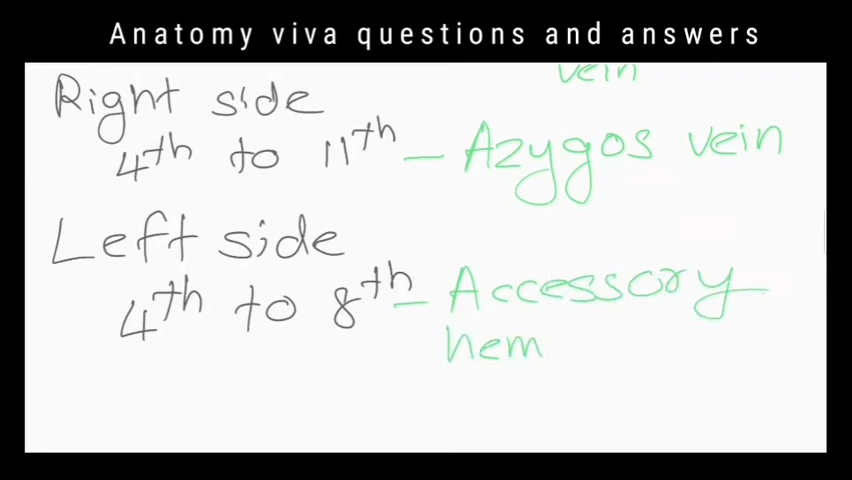 Anatomy viva questions and answers
vein
Right side
4th to 11th - Azygos vein
Left side
4th to 8th - Accessory
hem